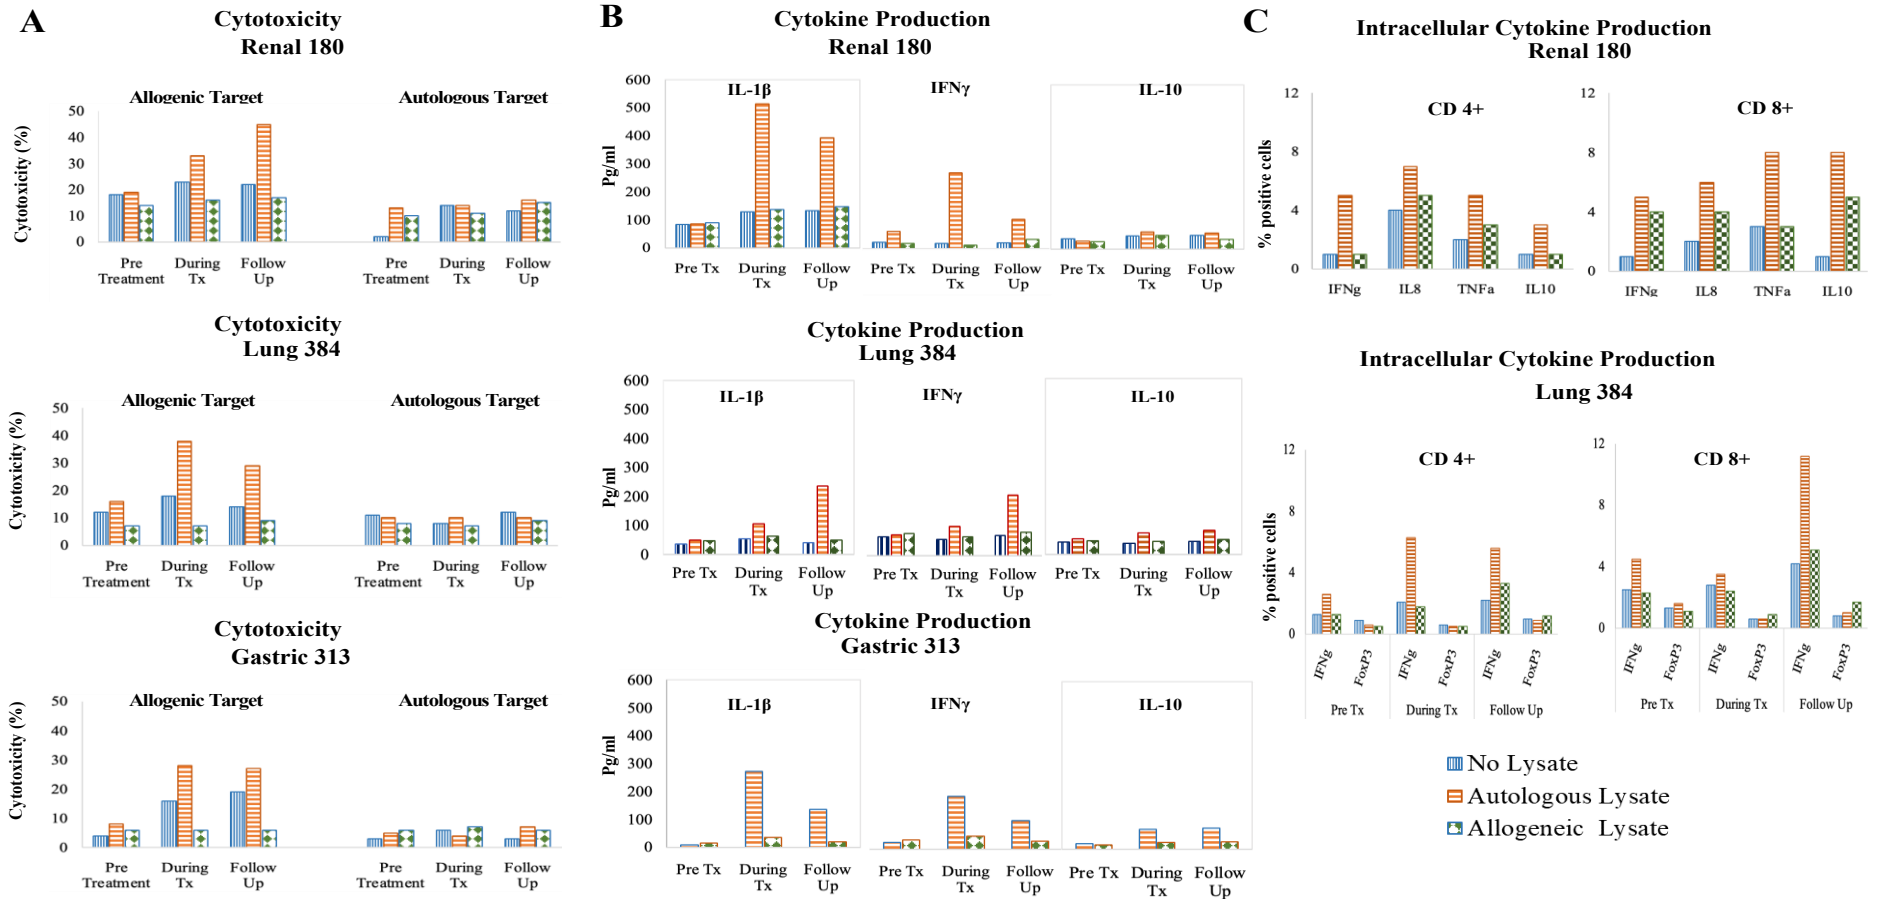 A
Cytotoxicity
Renal 180
Allogenic Target
Autologous Target
Cytotoxicity (%)
50
40
30
20
10
0
Pre Treatment
During Tx
Follow Up
Pre Treatment
During Tx
Follow Up
Cytotoxicity
Lung 384
Allogenic Target
Autologous Target
Cytotoxicity (%)
50
40
30
20
10
0
Pre Treatment
During Tx
Follow Up
Pre Treatment
During Tx
Follow Up
Cytotoxicity
Gastric 313
Allogenic Target
Autologous Target
Cytotoxicity (%)
50
40
30
20
10
0
Pre Treatment
During Tx
Follow Up
Pre Treatment
During Tx
Follow Up
B
Cytokine Production
Renal 180
IL-1β
IFNγ
IL-10
Pg/ml
600
500
400
300
200
100
0
Pre Tx
During Tx
Follow Up
Pre Tx
During Tx
Follow Up
Pre Tx
During Tx
Follow Up
Cytokine Production
Lung 384
IL-1β
IFNγ
IL-10
Pg/ml
600
500
400
300
200
100
0
Pre Tx
During Tx
Follow Up
Pre Tx
During Tx
Follow Up
Pre Tx
During Tx
Follow Up
Cytokine Production
Gastric 313
IL-1β
IFNγ
IL-10
Pg/ml
600
500
400
300
200
100
0
Pre Tx
During Tx
Follow Up
Pre Tx
During Tx
Follow Up
Pre Tx
During Tx
Follow Up
C
Intracellular Cytokine Production
Renal 180
CD 4+
% positive cells
12
8
4
0
IFNg
IL8
TNFa
IL10
CD 8+
12
8
4
0
IFNg
IL8
TNFa
IL10
Intracellular Cytokine Production
Lung 384
CD 4+
% positive cells
12
8
4
0
IFNg
FoxP3
IFNg
FoxP3
IFNg
FoxP3
Pre Tx
During Tx
Follow Up
CD 8+
12
8
4
0
IFNg
FoxP3
IFNg
FoxP3
IFNg
FoxP3
Pre Tx
During Tx
Follow Up
No Lysate
Autologous Lysate
Allogeneic Lysate